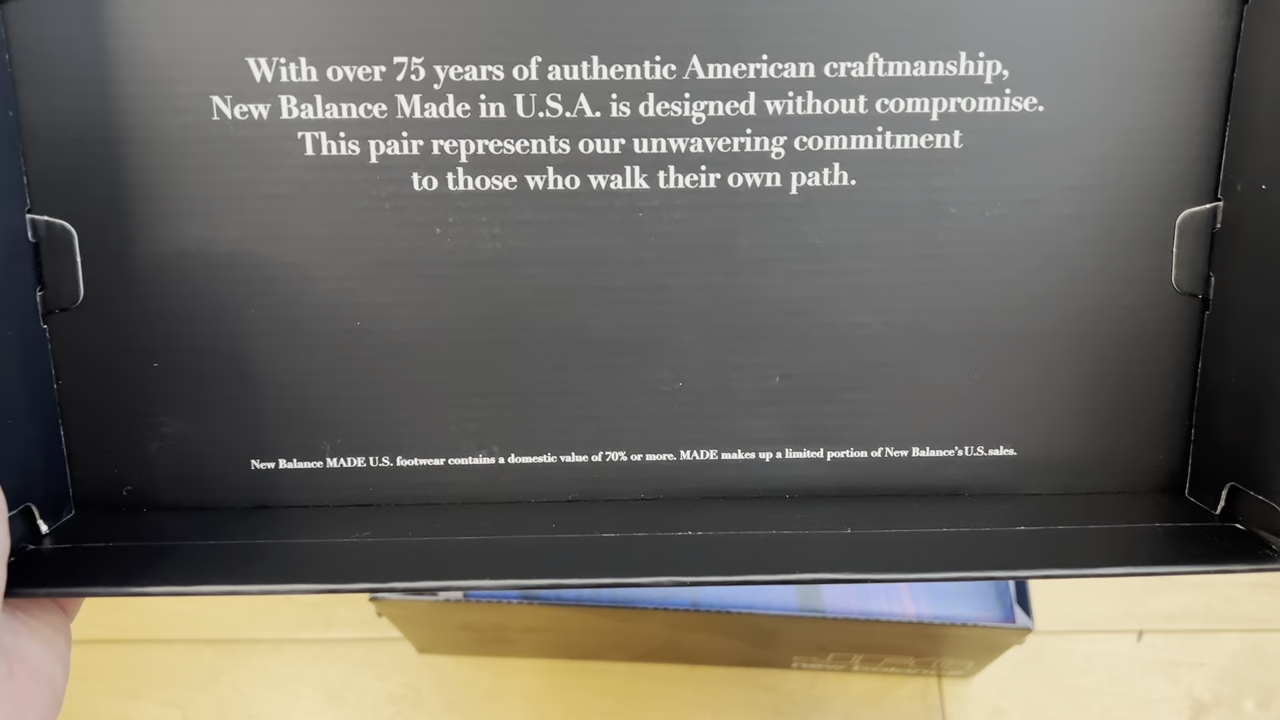 With over 75 years of authentic American craftmanship,
New Balance Made in U.S.A. is designed without compromise.
This pair represents our unwavering commitment
to those who walk their own path.
New Balance MADE U.S. footwear contains a domestic value of 70% or more. MADE makes up a limited portion of New Balance's U.S. sales.